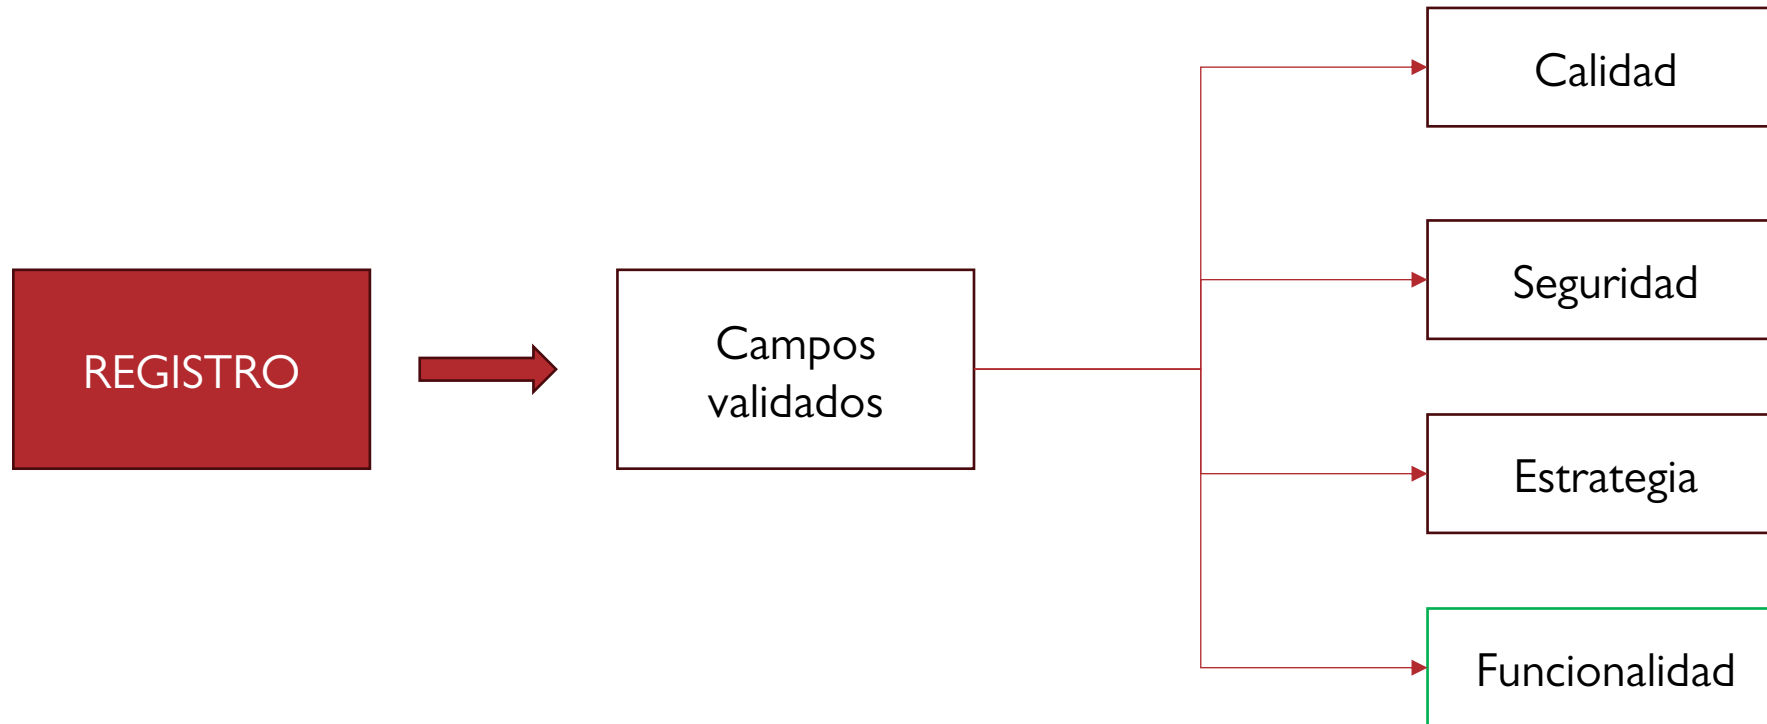 REGISTRO
Campos
validados
Calidad
Seguridad
Estrategia
Funcionalidad